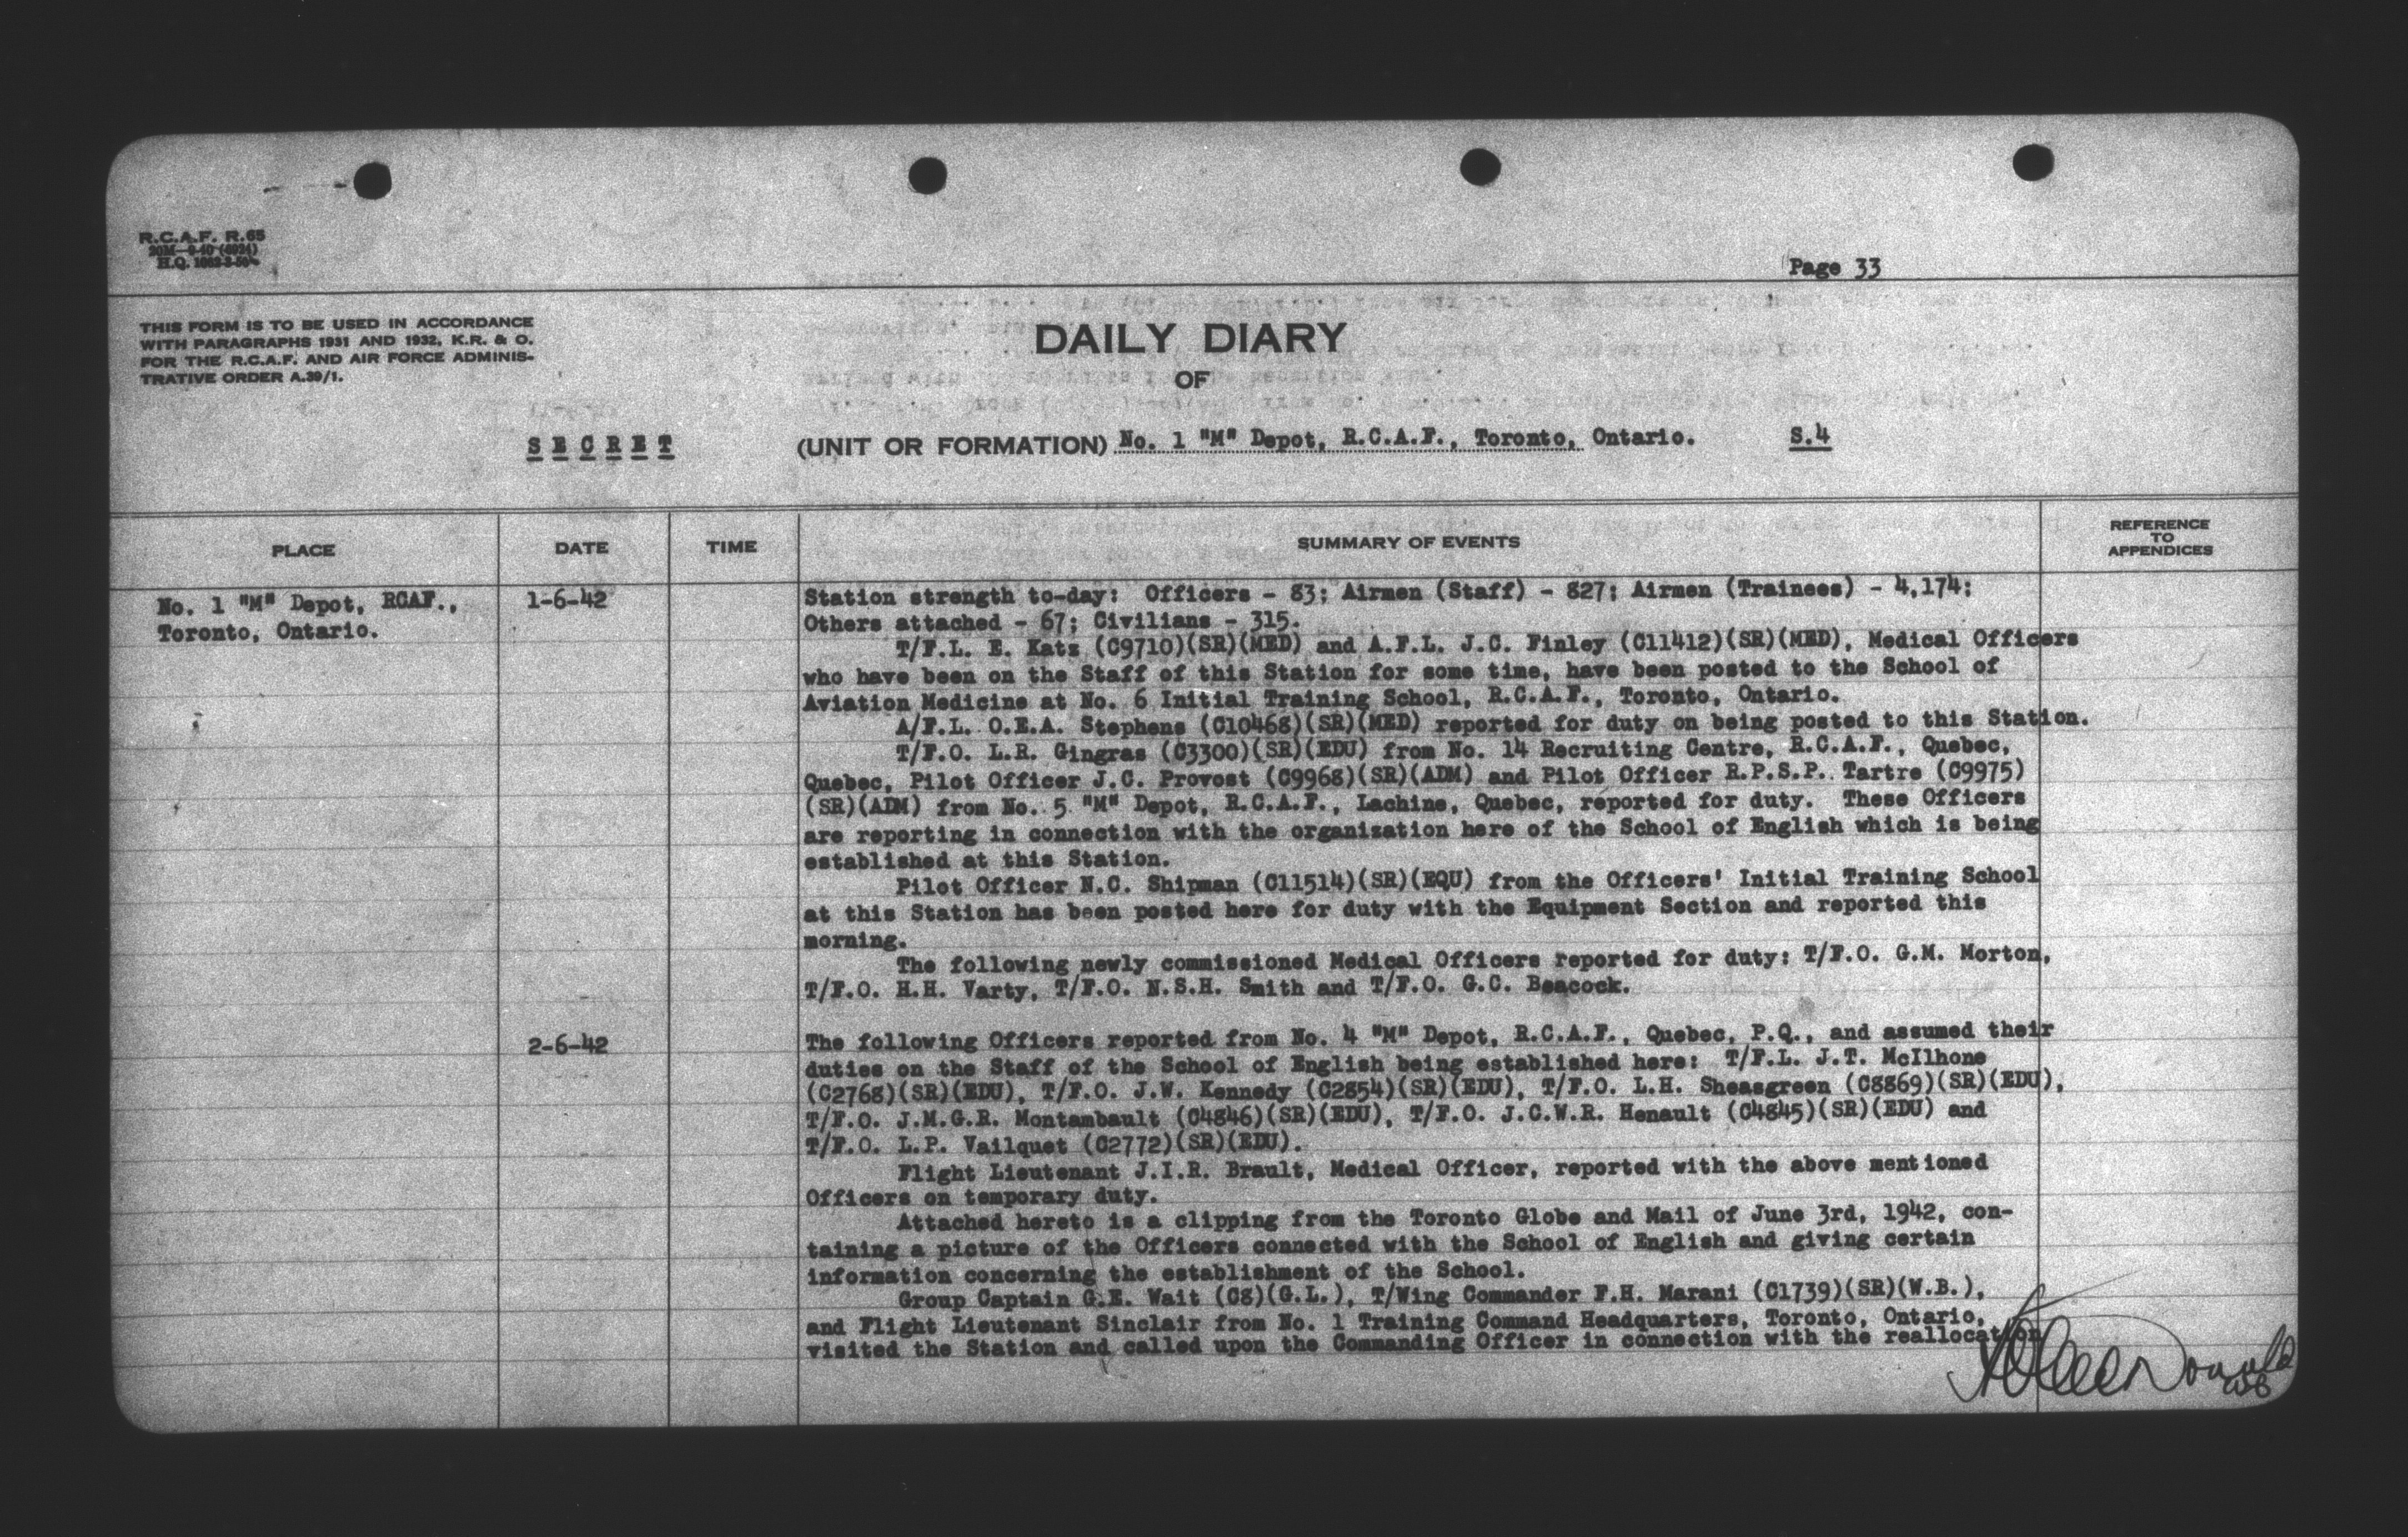 R.C.A.F. R.65
Page 33
THIS FORM IS TO BE USED IN ACCORDANCE
WITH PARAGRAPHS 1931 AND 1932, K.R. & O.
FOR THE R.C.A.F. AND AIR FORCE ADMINIS-
TRATIVE ORDER A.39/1.
DAILY DIARY
OF
SECRET (UNIT OR FORMATION) No. 1 "M" Depot, R.C.A.F., Toronto, Ontario. S.4
PLACE DATE TIME SUMMARY OF EVENTS REFERENCE TO APPENDICES
No. 1 "M" Depot, RCAF.,
Toronto, Ontario.
1-6-42
Station strength to-day: Officers - 83; Airmen (Staff) - 827; Airmen (Trainees) - 4,174;
Others attached - 67; Civilians - 315.
T/F.L. E. Katz (C9710)(SR)(MED) and A.F.L. J.C. Finley (C11412)(SR)(MED), Medical Officers
who have been on the Staff of this Station for some time, have been posted to the School of
Aviation Medicine at No. 6 Initial Training School, R.C.A.F., Toronto, Ontario.
A/F.L. O.E.A. Stephens (C10468)(SR)(MED) reported for duty on being posted to this Station.
T/F.O. L.R. Gingras (C3300)(SR)(EDU) from No. 14 Recruiting Centre, R.C.A.F., Quebec,
Quebec, Pilot Officer J.C. Provost (C9968)(SR)(ADM) and Pilot Officer R.P.S.P. Tartre (C9975)
(SR)(ADM) from No. 5 "M" Depot, R.C.A.F., Lachine, Quebec, reported for duty. These Officers
are reporting in connection with the organization here of the School of English which is being
established at this Station.
Pilot Officer N.C. Shipman (C11514)(SR)(EQU) from the Officers' Initial Training School
at this Station has been posted here for duty with the Equipment Section and reported this
morning.
The following newly commissioned Medical Officers reported for duty: T/F.O. G.M. Morton,
T/F.O. H.H. Varty, T/F.O. N.S.H. Smith and T/F.O. G.C. Beacock.
2-6-42
The following Officers reported from No. 4 "M" Depot, R.C.A.F., Quebec, P.Q., and assumed their
duties on the Staff of the School of English being established here: T/F.L. J.T. McIlhone
(C2768)(SR)(EDU), T/F.O. J.W. Kennedy (C2854)(SR)(EDU), T/F.O. L.H. Sheasgreen (C8869)(SR)(EDU),
T/F.O. J.M.G.R. Montambault (C4846)(SR)(EDU), T/F.O. J.C.W.R. Henault (C4845)(SR)(EDU) and
T/F.O. L.P. Vailquet (C2772)(SR)(EDU).
Flight Lieutenant J.I.R. Brault, Medical Officer, reported with the above mentioned
Officers on temporary duty.
Attached hereto is a clipping from the Toronto Globe and Mail of June 3rd, 1942, con-
taining a picture of the Officers connected with the School of English and giving certain
information concerning the establishment of the School.
Group Captain G.E. Wait (C8)(G.L.), T/Wing Commander F.H. Marani (C1739)(SR)(W.B.),
and Flight Lieutenant Sinclair from No. 1 Training Command Headquarters, Toronto, Ontario,
visited the Station and called upon the Commanding Officer in connection with the reallocation